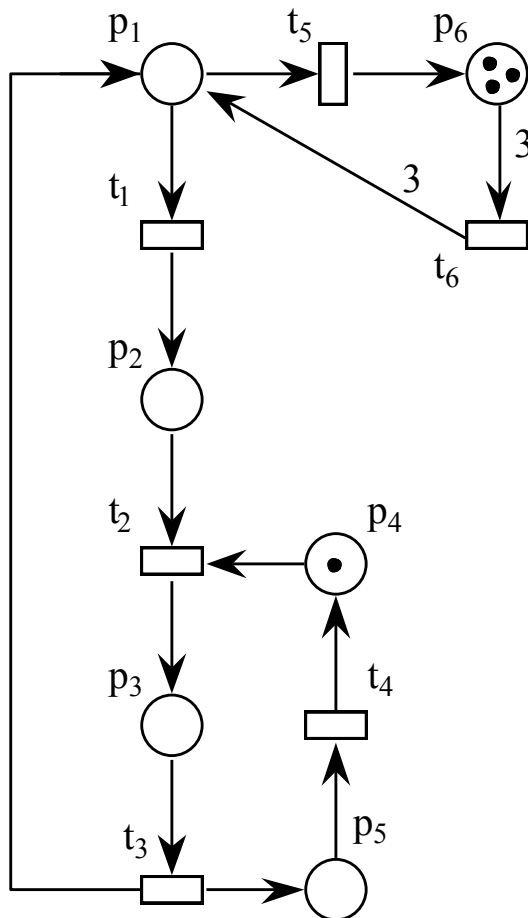 p₁
t₅
p₆
3
3
t₁
t₆
p₂
t₂
p₄
p₃
t₄
t₃
p₅